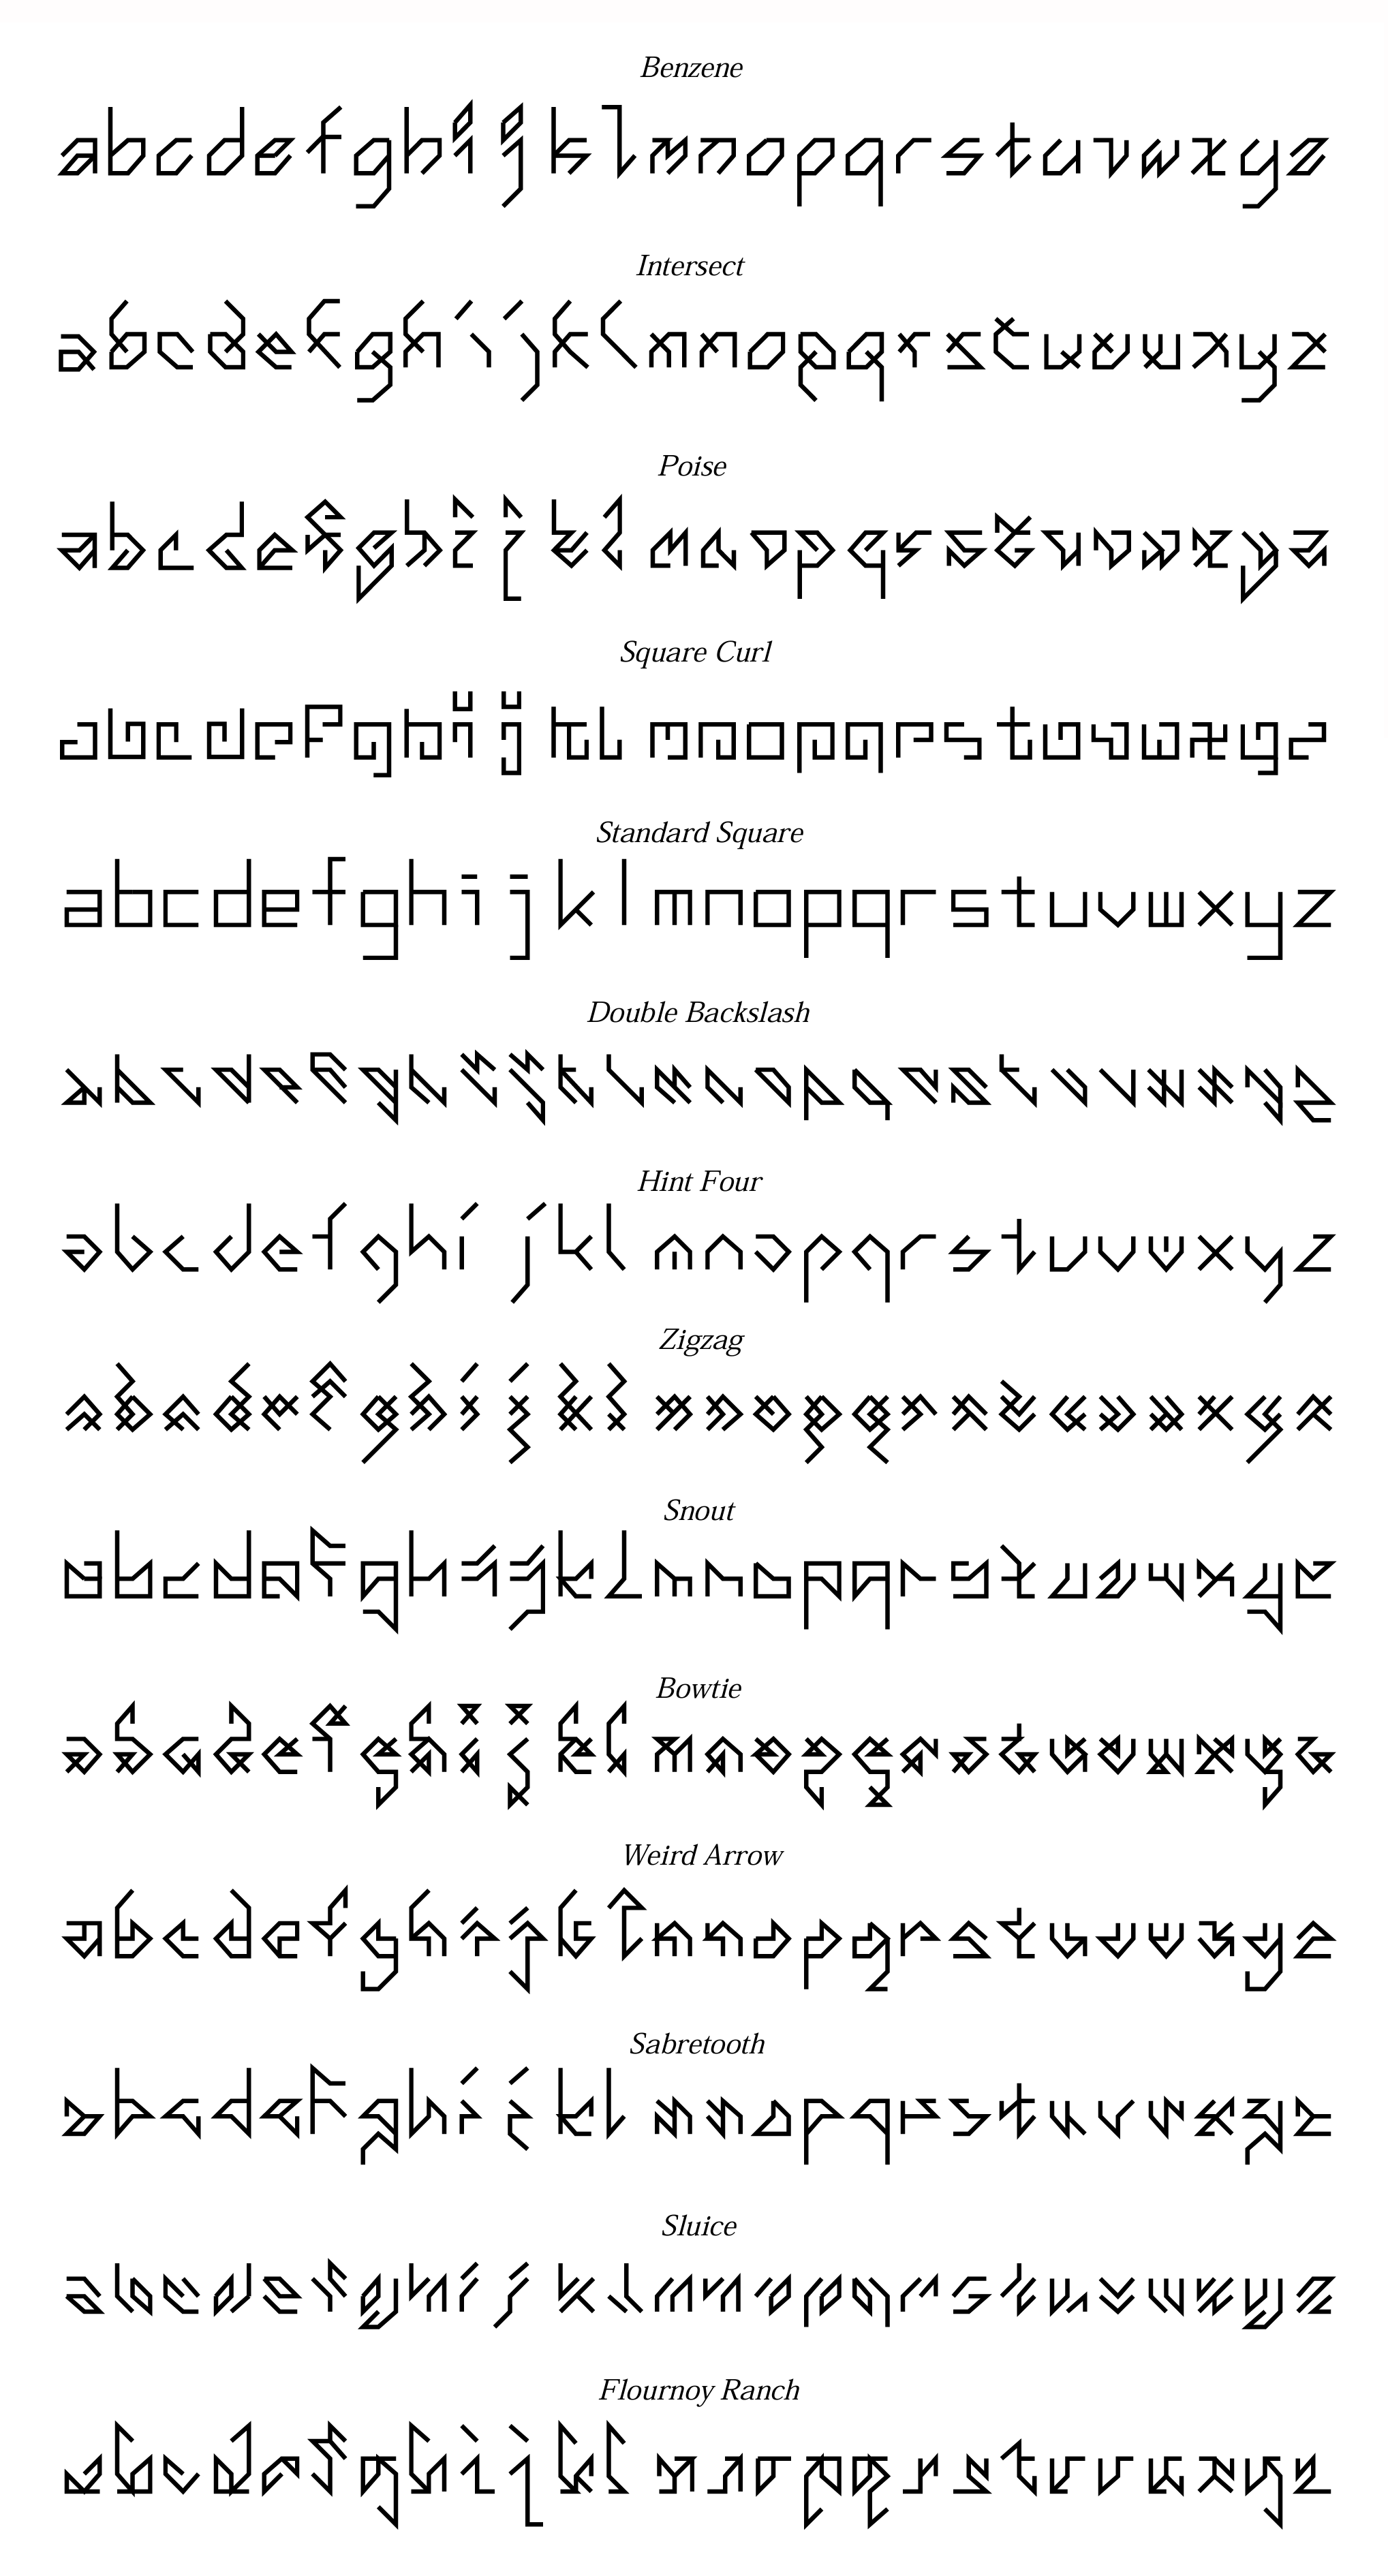 Benzene
abcdefghijklmnopqrstuvwxyz
Intersect
abcdefghijklmnopqrstuvwxyz
Poise
abcdefghijklmnopqrstuvwxyz
Square Curl
abcdefghijklmnopqrstuvwxyz
Standard Square
abcdefghijklmnopqrstuvwxyz
Double Backslash
abcdefghijklmnopqrstuvwxyz
Hint Four
abcdefghijklmnopqrstuvwxyz
Zigzag
abcdefghijklmnopqrstuvwxyz
Snout
abcdefghijklmnopqrstuvwxyz
Bowtie
abcdefghijklmnopqrstuvwxyz
Weird Arrow
abcdefghijklmnopqrstuvwxyz
Sabretooth
abcdefghijklmnopqrstuvwxyz
Sluice
abcdefghijklmnopqrstuvwxyz
Flournoy Ranch
abcdefghijklmnopqrstuvwxyz